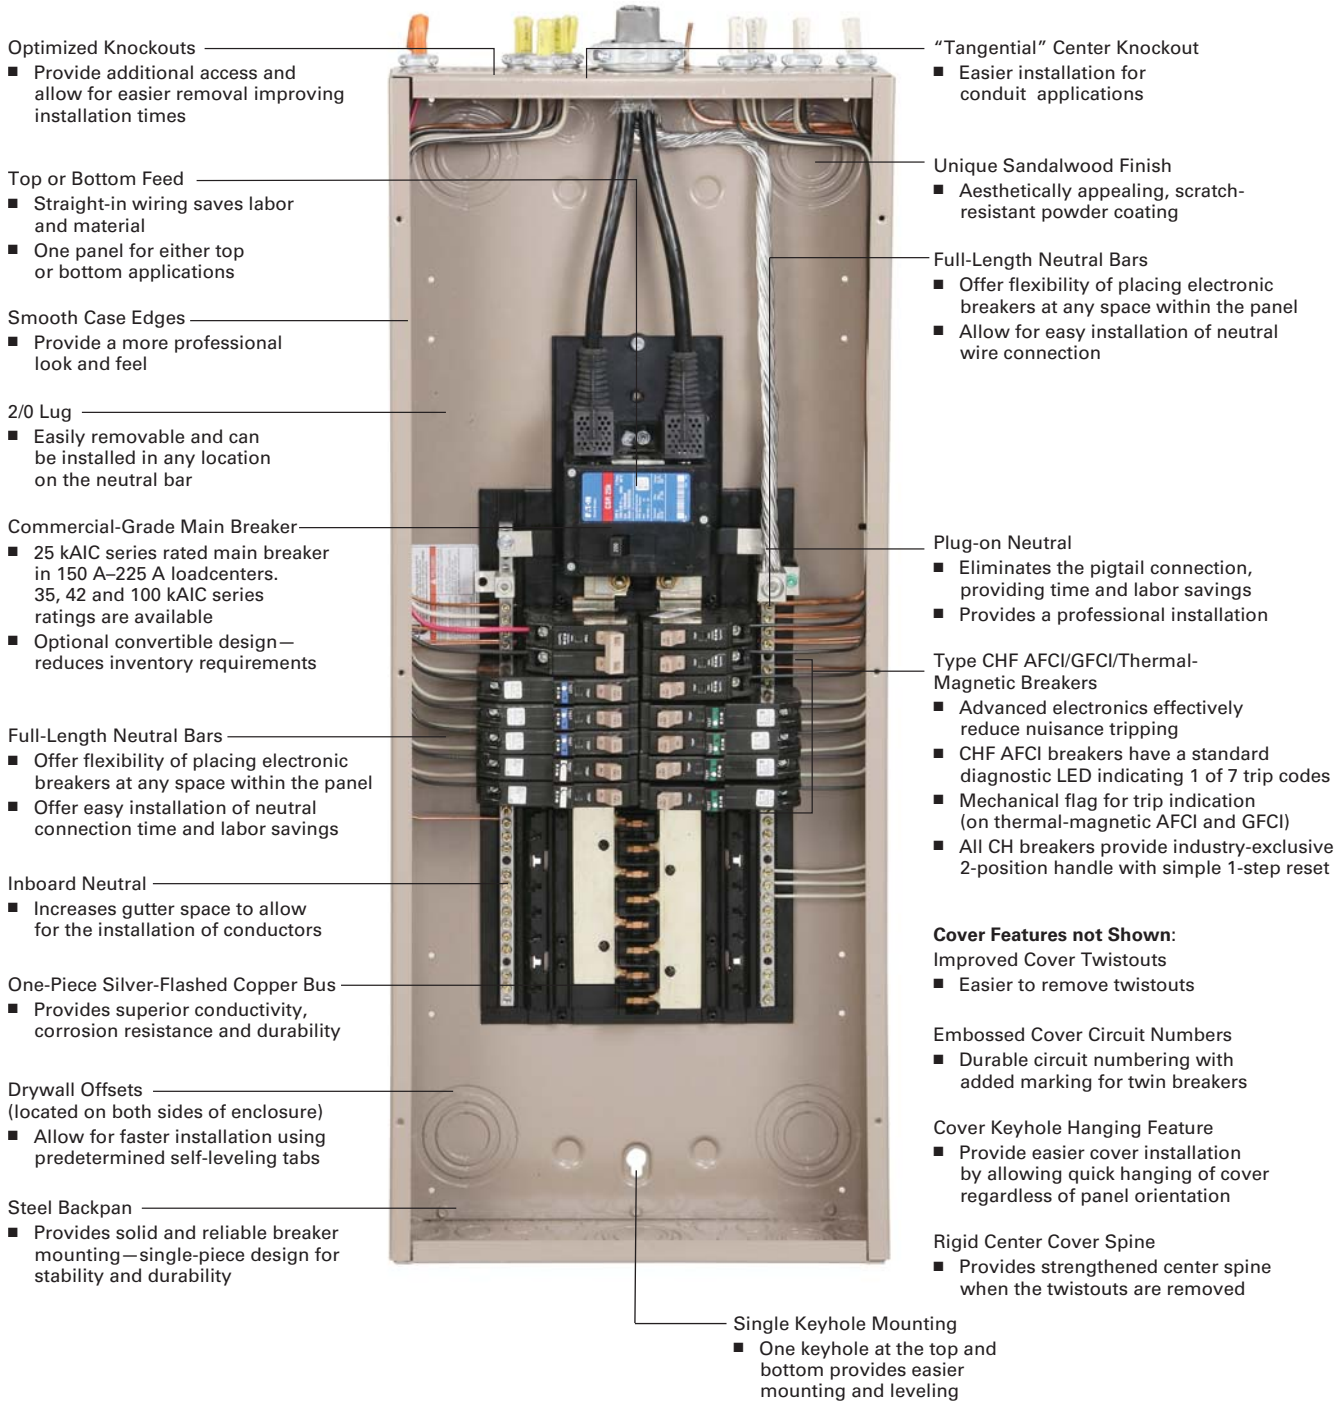 Optimized Knockouts
■ Provide additional access and
allow for easier removal improving
installation times
Top or Bottom Feed
■ Straight-in wiring saves labor
and material
■ One panel for either top
or bottom applications
Smooth Case Edges
■ Provide a more professional
look and feel
2/0 Lug
■ Easily removable and can
be installed in any location
on the neutral bar
Commercial-Grade Main Breaker
■ 25 kAIC series rated main breaker
in 150 A–225 A loadcenters.
35, 42 and 100 kAIC series
ratings are available
■ Optional convertible design—
reduces inventory requirements
Full-Length Neutral Bars
■ Offer flexibility of placing electronic
breakers at any space within the panel
■ Offer easy installation of neutral
connection time and labor savings
Inboard Neutral
■ Increases gutter space to allow
for the installation of conductors
One-Piece Silver-Flashed Copper Bus
■ Provides superior conductivity,
corrosion resistance and durability
Drywall Offsets
(located on both sides of enclosure)
■ Allow for faster installation using
predetermined self-leveling tabs
Steel Backpan
■ Provides solid and reliable breaker
mounting—single-piece design for
stability and durability
EATON
CSR 25k
200
"Tangential" Center Knockout
■ Easier installation for
conduit applications
Unique Sandalwood Finish
■ Aesthetically appealing, scratch-
resistant powder coating
Full-Length Neutral Bars
■ Offer flexibility of placing electronic
breakers at any space within the panel
■ Allow for easy installation of neutral
wire connection
Plug-on Neutral
■ Eliminates the pigtail connection,
providing time and labor savings
■ Provides a professional installation
Type CHF AFCI/GFCI/Thermal-
Magnetic Breakers
■ Advanced electronics effectively
reduce nuisance tripping
■ CHF AFCI breakers have a standard
diagnostic LED indicating 1 of 7 trip codes
■ Mechanical flag for trip indication
(on thermal-magnetic AFCI and GFCI)
■ All CH breakers provide industry-exclusive
2-position handle with simple 1-step reset
Cover Features not Shown:
Improved Cover Twistouts
■ Easier to remove twistouts
Embossed Cover Circuit Numbers
■ Durable circuit numbering with
added marking for twin breakers
Cover Keyhole Hanging Feature
■ Provide easier cover installation
by allowing quick hanging of cover
regardless of panel orientation
Rigid Center Cover Spine
■ Provides strengthened center spine
when the twistouts are removed
Single Keyhole Mounting
■ One keyhole at the top and
bottom provides easier
mounting and leveling